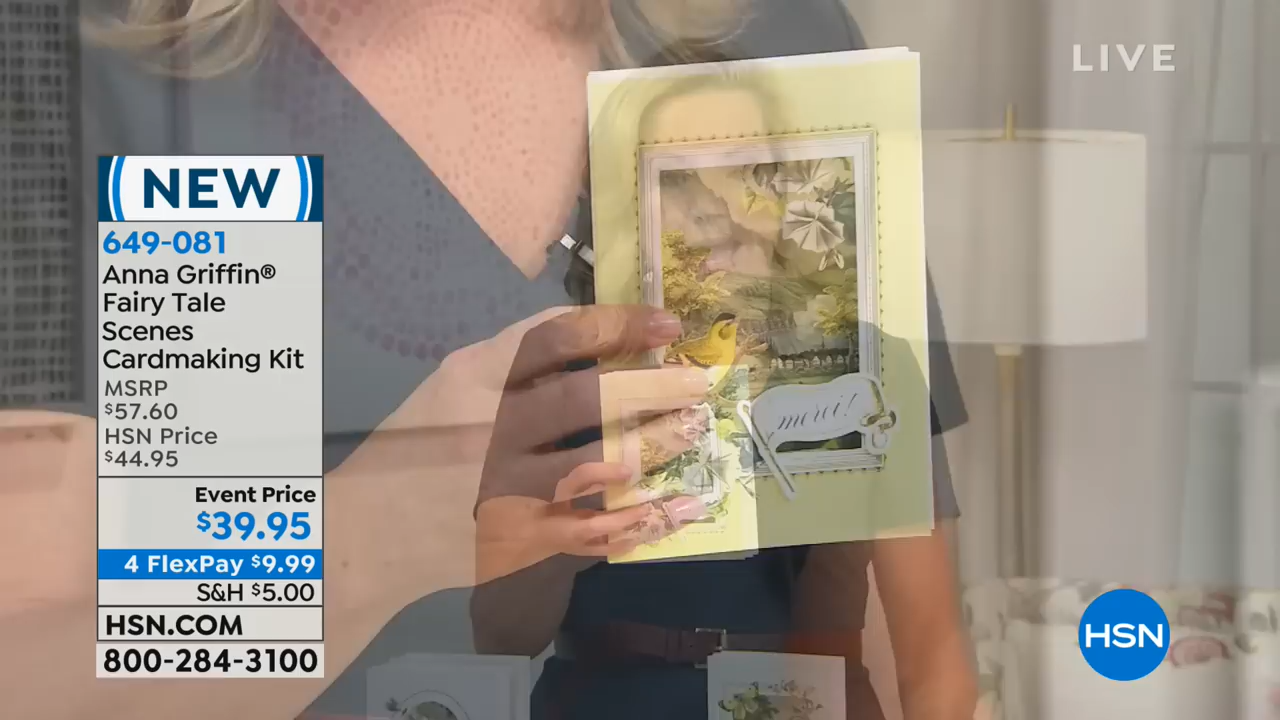 LIVE
NEW
649-081
Anna Griffin®
Fairy Tale
Scenes
Cardmaking Kit
MSRP
$57.60
HSN Price
$44.95
Event Price
$39.95
4 FlexPay $9.99
S&H $5.00
HSN.COM
800-284-3100
merci!
HSN